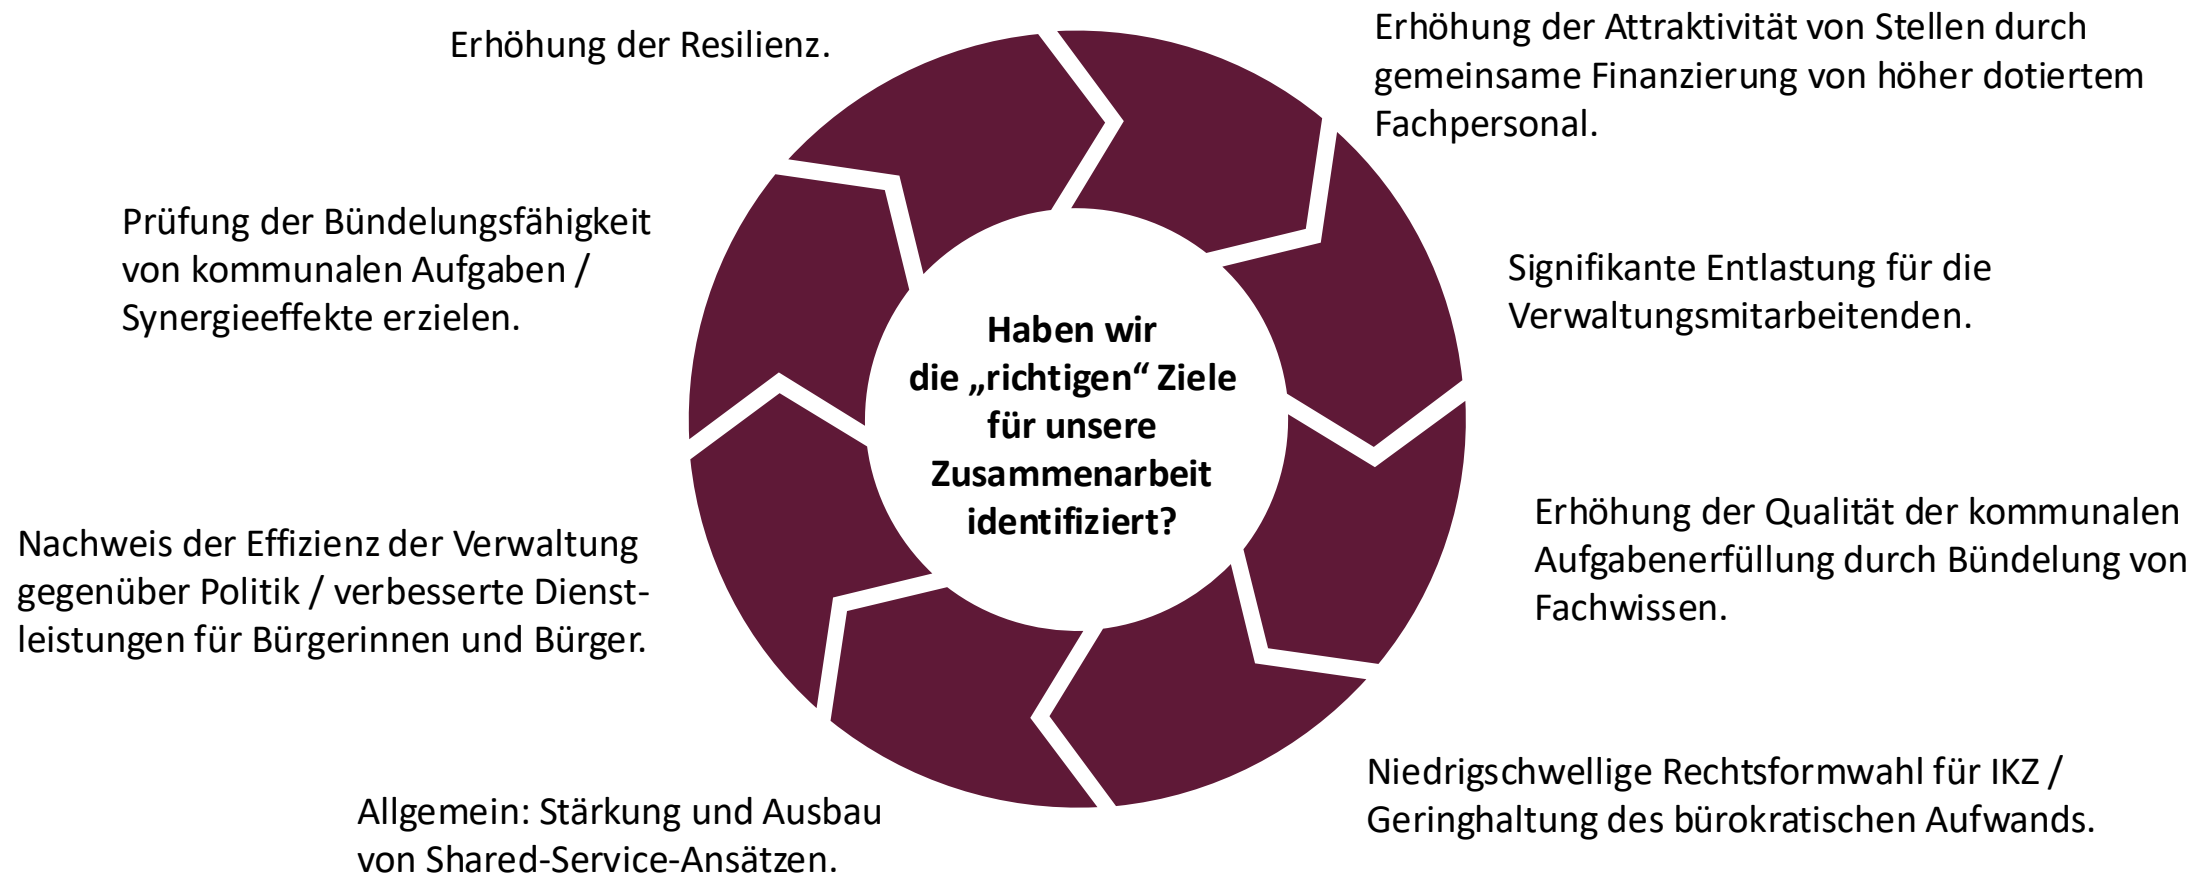 Erhöhung der Resilienz.
Erhöhung der Attraktivität von Stellen durch
gemeinsame Finanzierung von höher dotiertem
Fachpersonal.
Signifikante Entlastung für die
Verwaltungsmitarbeitenden.
Erhöhung der Qualität der kommunalen
Aufgabenerfüllung durch Bündelung von
Fachwissen.
Niedrigschwellige Rechtsformwahl für IKZ /
Geringhaltung des bürokratischen Aufwands.
Allgemein: Stärkung und Ausbau
von Shared-Service-Ansätzen.
Nachweis der Effizienz der Verwaltung
gegenüber Politik / verbesserte Dienst-
leistungen für Bürgerinnen und Bürger.
Prüfung der Bündelungsfähigkeit
von kommunalen Aufgaben /
Synergieeffekte erzielen.
Haben wir
die „richtigen“ Ziele
für unsere
Zusammenarbeit
identifiziert?